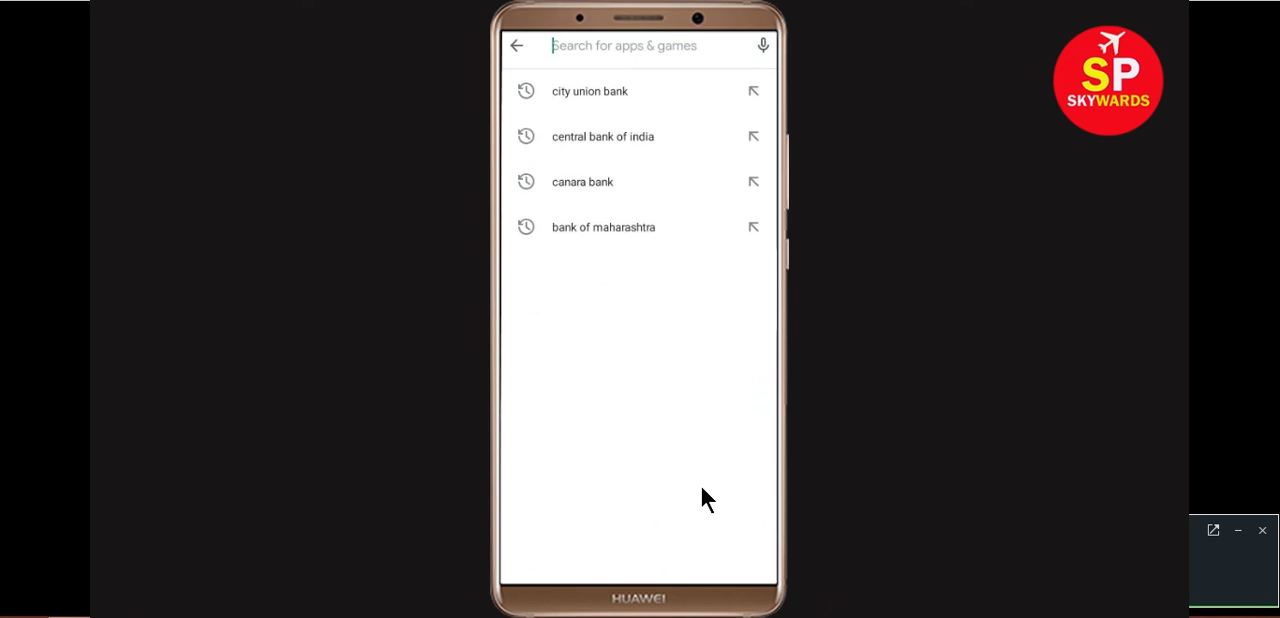 Search for apps & games
city union bank
central bank of india
canara bank
bank of maharashtra
HUAWEI
SP
SKYWARDS